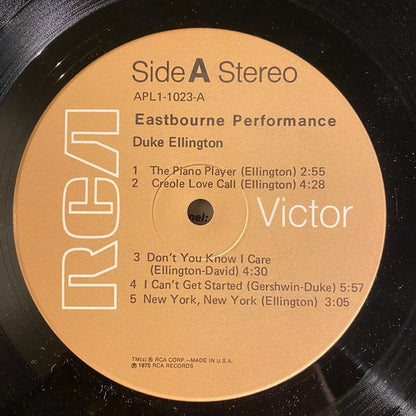 Side A Stereo
APL1-1023-A
Eastbourne Performance
Duke Ellington
1 The Piano Player (Ellington) 2:55
2 Creole Love Call (Ellington) 4:28
RCA
Victor
3 Don't You Know I Care
(Ellington-David) 4:30
4 I Can't Get Started (Gershwin-Duke) 5:57
5 New York, New York (Ellington) 3:05
TM(s) ® RCA CORP.—MADE IN U.S.A.
℗ 1975 RCA RECORDS